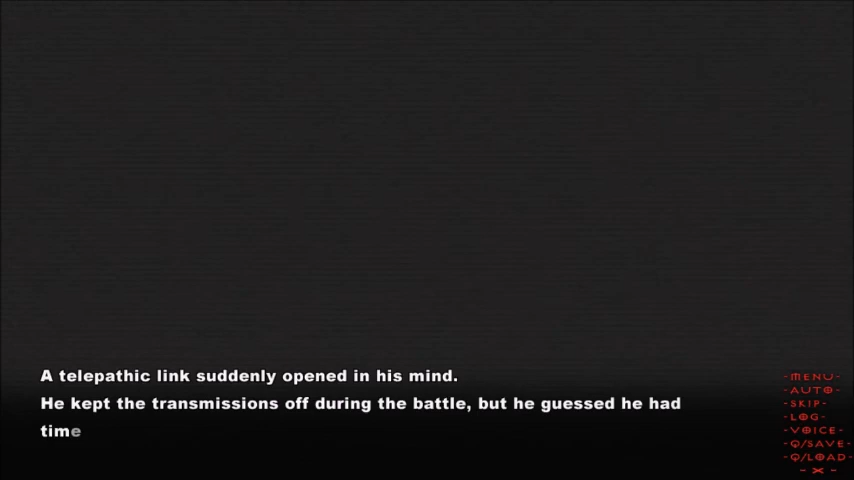 A telepathic link suddenly opened in his mind.
He kept the transmissions off during the battle, but he guessed he had
time
-MENU-
-AUTO-
-SKIP-
-LOG-
-VOICE-
-Q/SAVE-
-Q/LOAD-
-×-